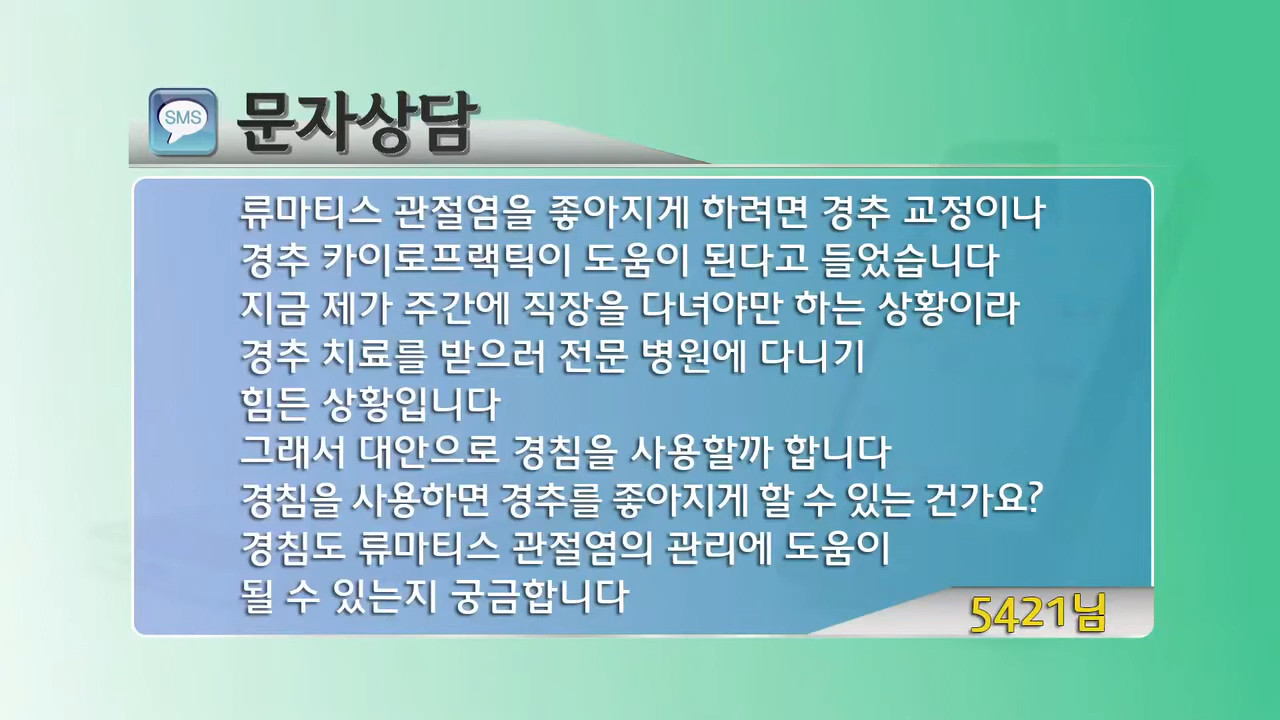 SMS
문자상담
류마티스 관절염을 좋아지게 하려면 경추 교정이나
경추 카이로프랙틱이 도움이 된다고 들었습니다
지금 제가 주간에 직장을 다녀야만 하는 상황이라
경추 치료를 받으러 전문 병원에 다니기
힘든 상황입니다
그래서 대안으로 경침을 사용할까 합니다
경침을 사용하면 경추를 좋아지게 할 수 있는 건가요?
경침도 류마티스 관절염의 관리에 도움이
될 수 있는지 궁금합니다
5421님